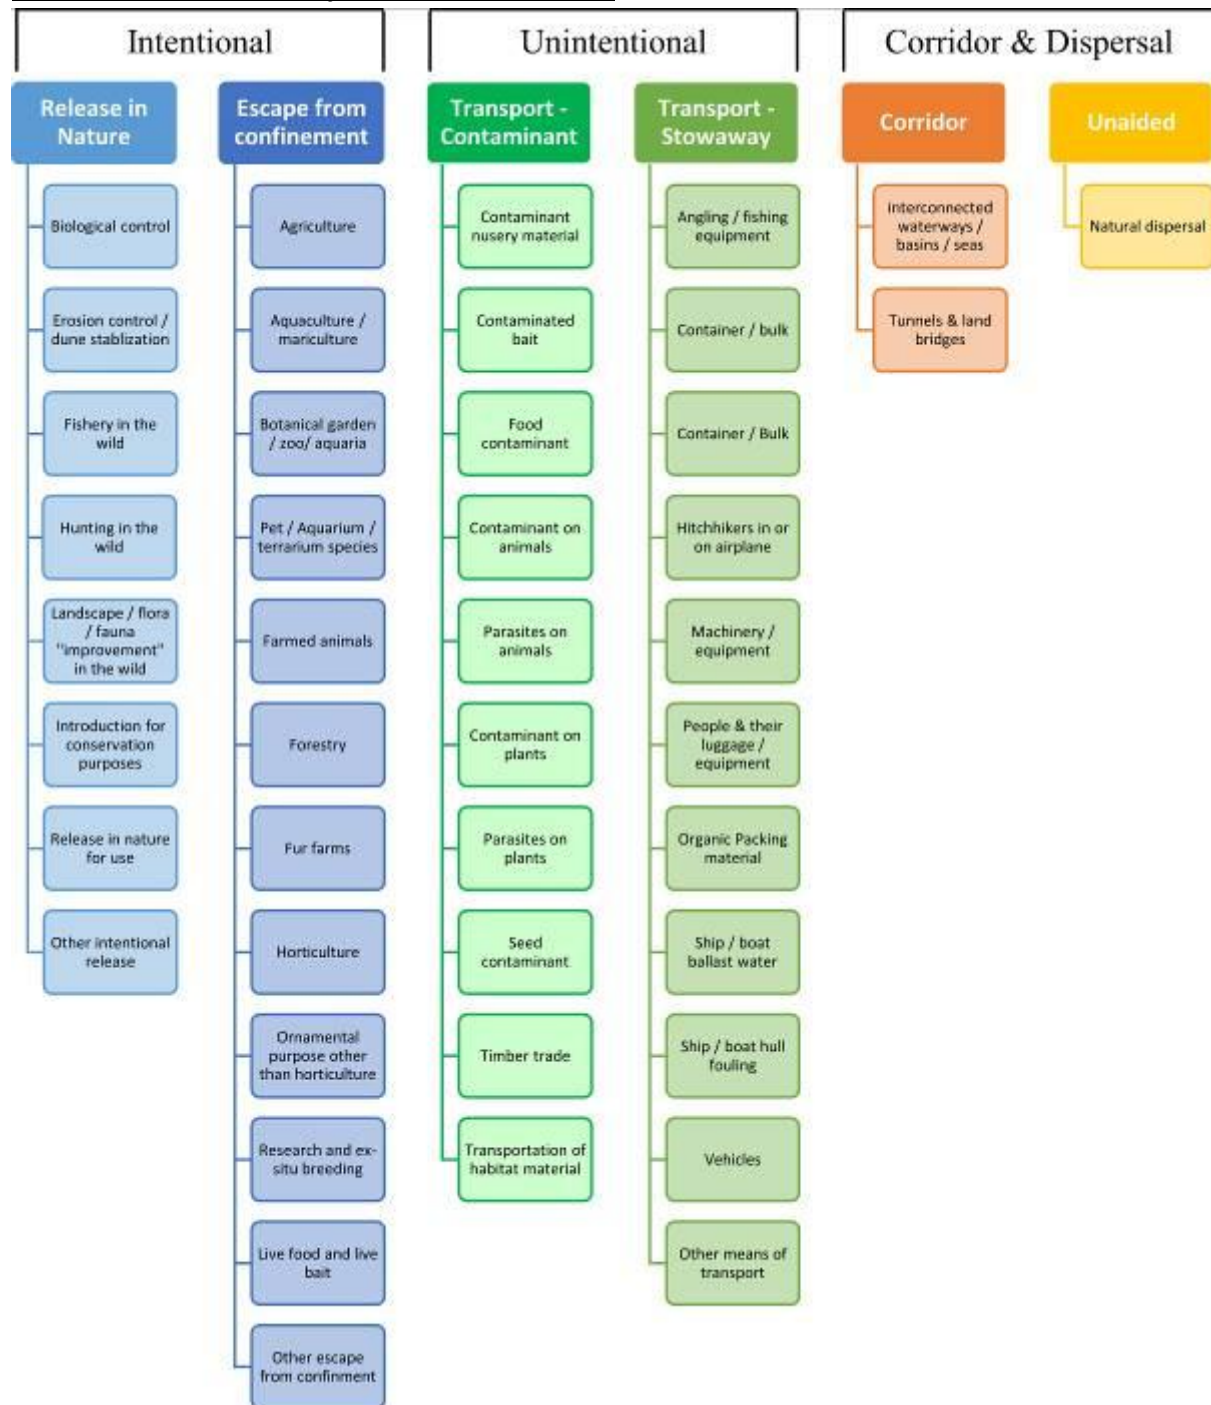 Intentional
Unintentional
Corridor & Dispersal
Release in
Nature
Biological control
Erosion control /
dune stablization
Fishery in the
wild
Hunting in the
wild
Landscape / flora
/ fauna
"improvement"
in the wild
Introduction for
conservation
purposes
Release in nature
for use
Other intentional
release
Escape from
confinement
Agriculture
Aquaculture /
mariculture
Botanical garden
/ zoo/ aquaria
Pet / Aquarium /
terrarium species
Farmed animals
Forestry
Fur farms
Horticulture
Ornamental
purpose other
than horticulture
Research and ex-
situ breeding
Live food and live
bait
Other escape
from confinment
Transport -
Contaminant
Contaminant
nusery material
Contaminated
bait
Food
contaminant
Contaminant on
animals
Parasites on
animals
Contaminant on
plants
Parasites on
plants
Seed
contaminant
Timber trade
Transportation of
habitat material
Transport -
Stowaway
Angling / fishing
equipment
Container / bulk
Container / Bulk
Hitchhikers in or
on airplane
Machinery /
equipment
People & their
luggage /
equipment
Organic Packing
material
Ship / boat
ballast water
Ship / boat hull
fouling
Vehicles
Other means of
transport
Corridor
interconnected
waterways /
basins / seas
Tunnels & land
bridges
Unaided
Natural dispersal